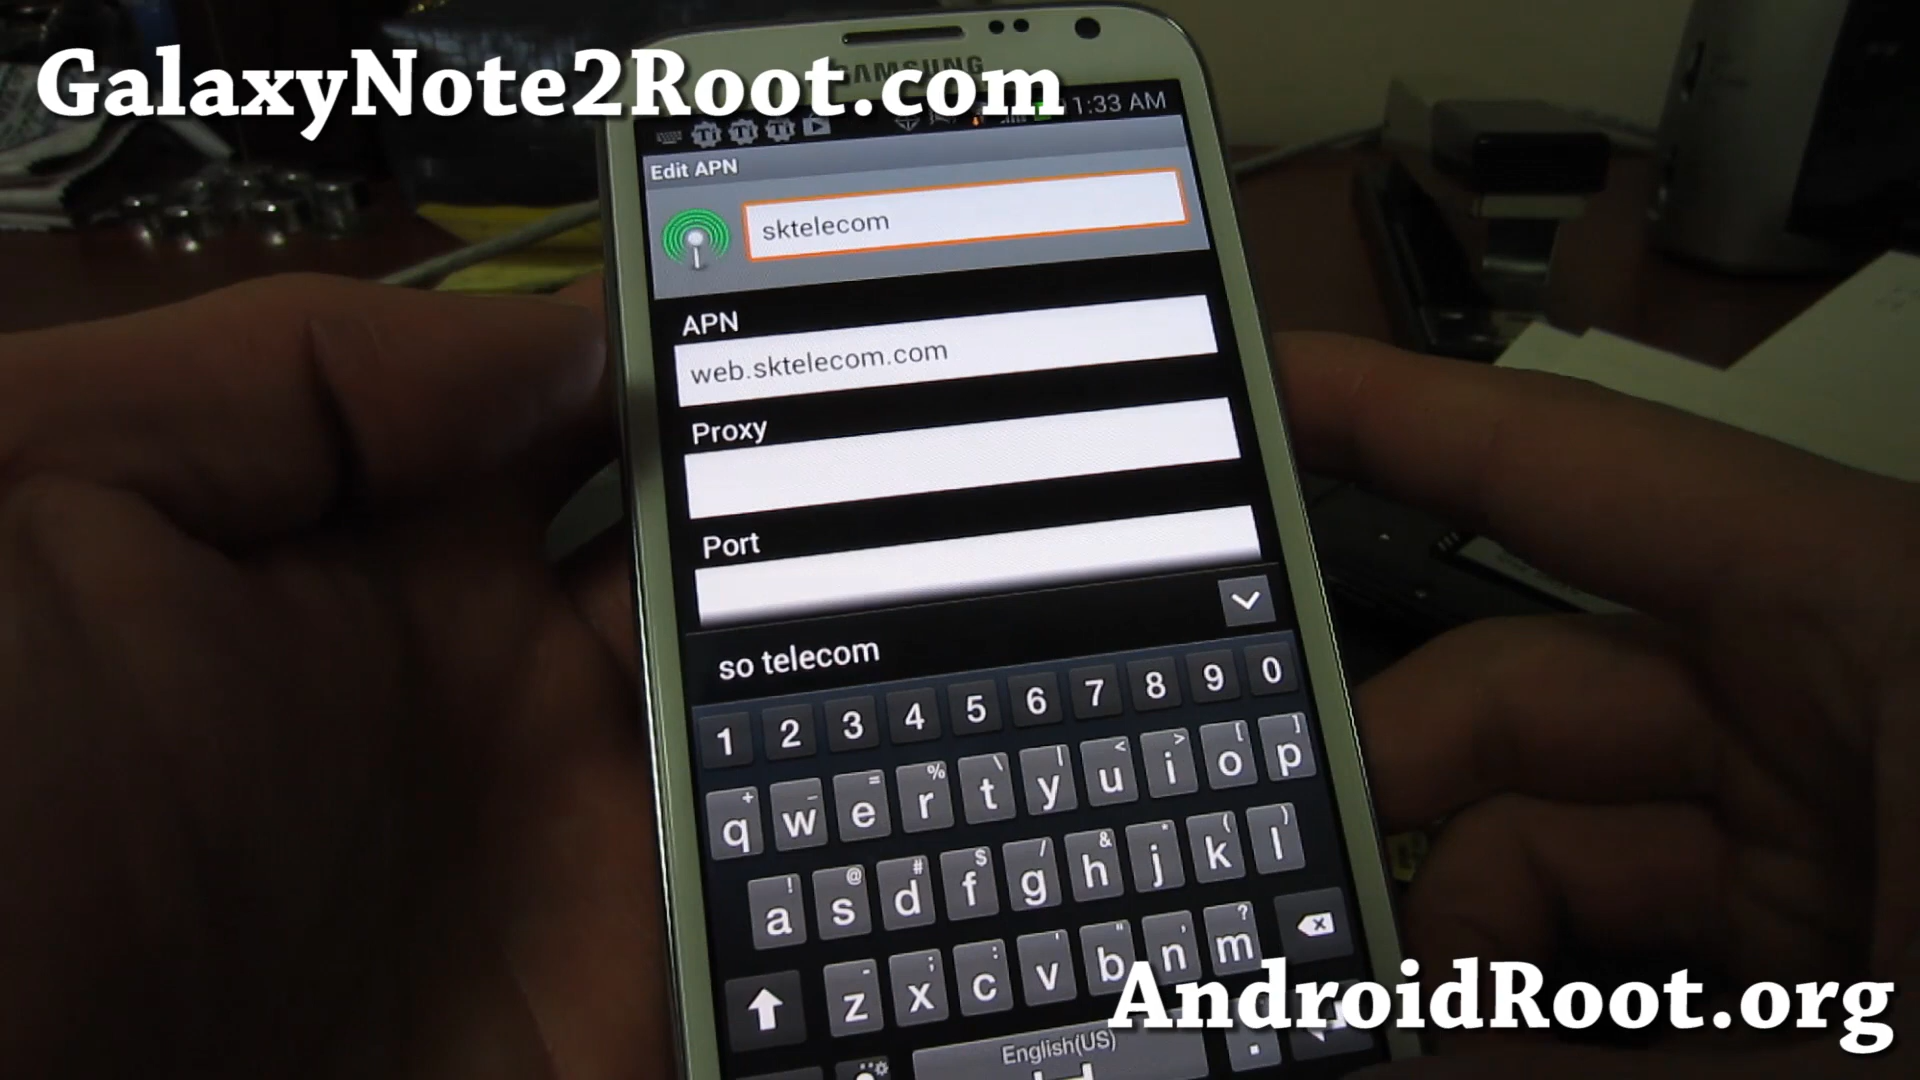 GalaxyNote2Root.com
SAMSUNG
1:33 AM
Edit APN
sktelecom
APN
web.sktelecom.com
Proxy
Port
so telecom
1 2 3 4 5 6 7 8 9 0
+ - = % \ | < > [ ]
q w e r t y u i o p
! @ # $ / & * ( )
a s d f g h j k l
- ; : ' " ' ?
z x c v b n m
AndroidRoot.org
English(US)
.